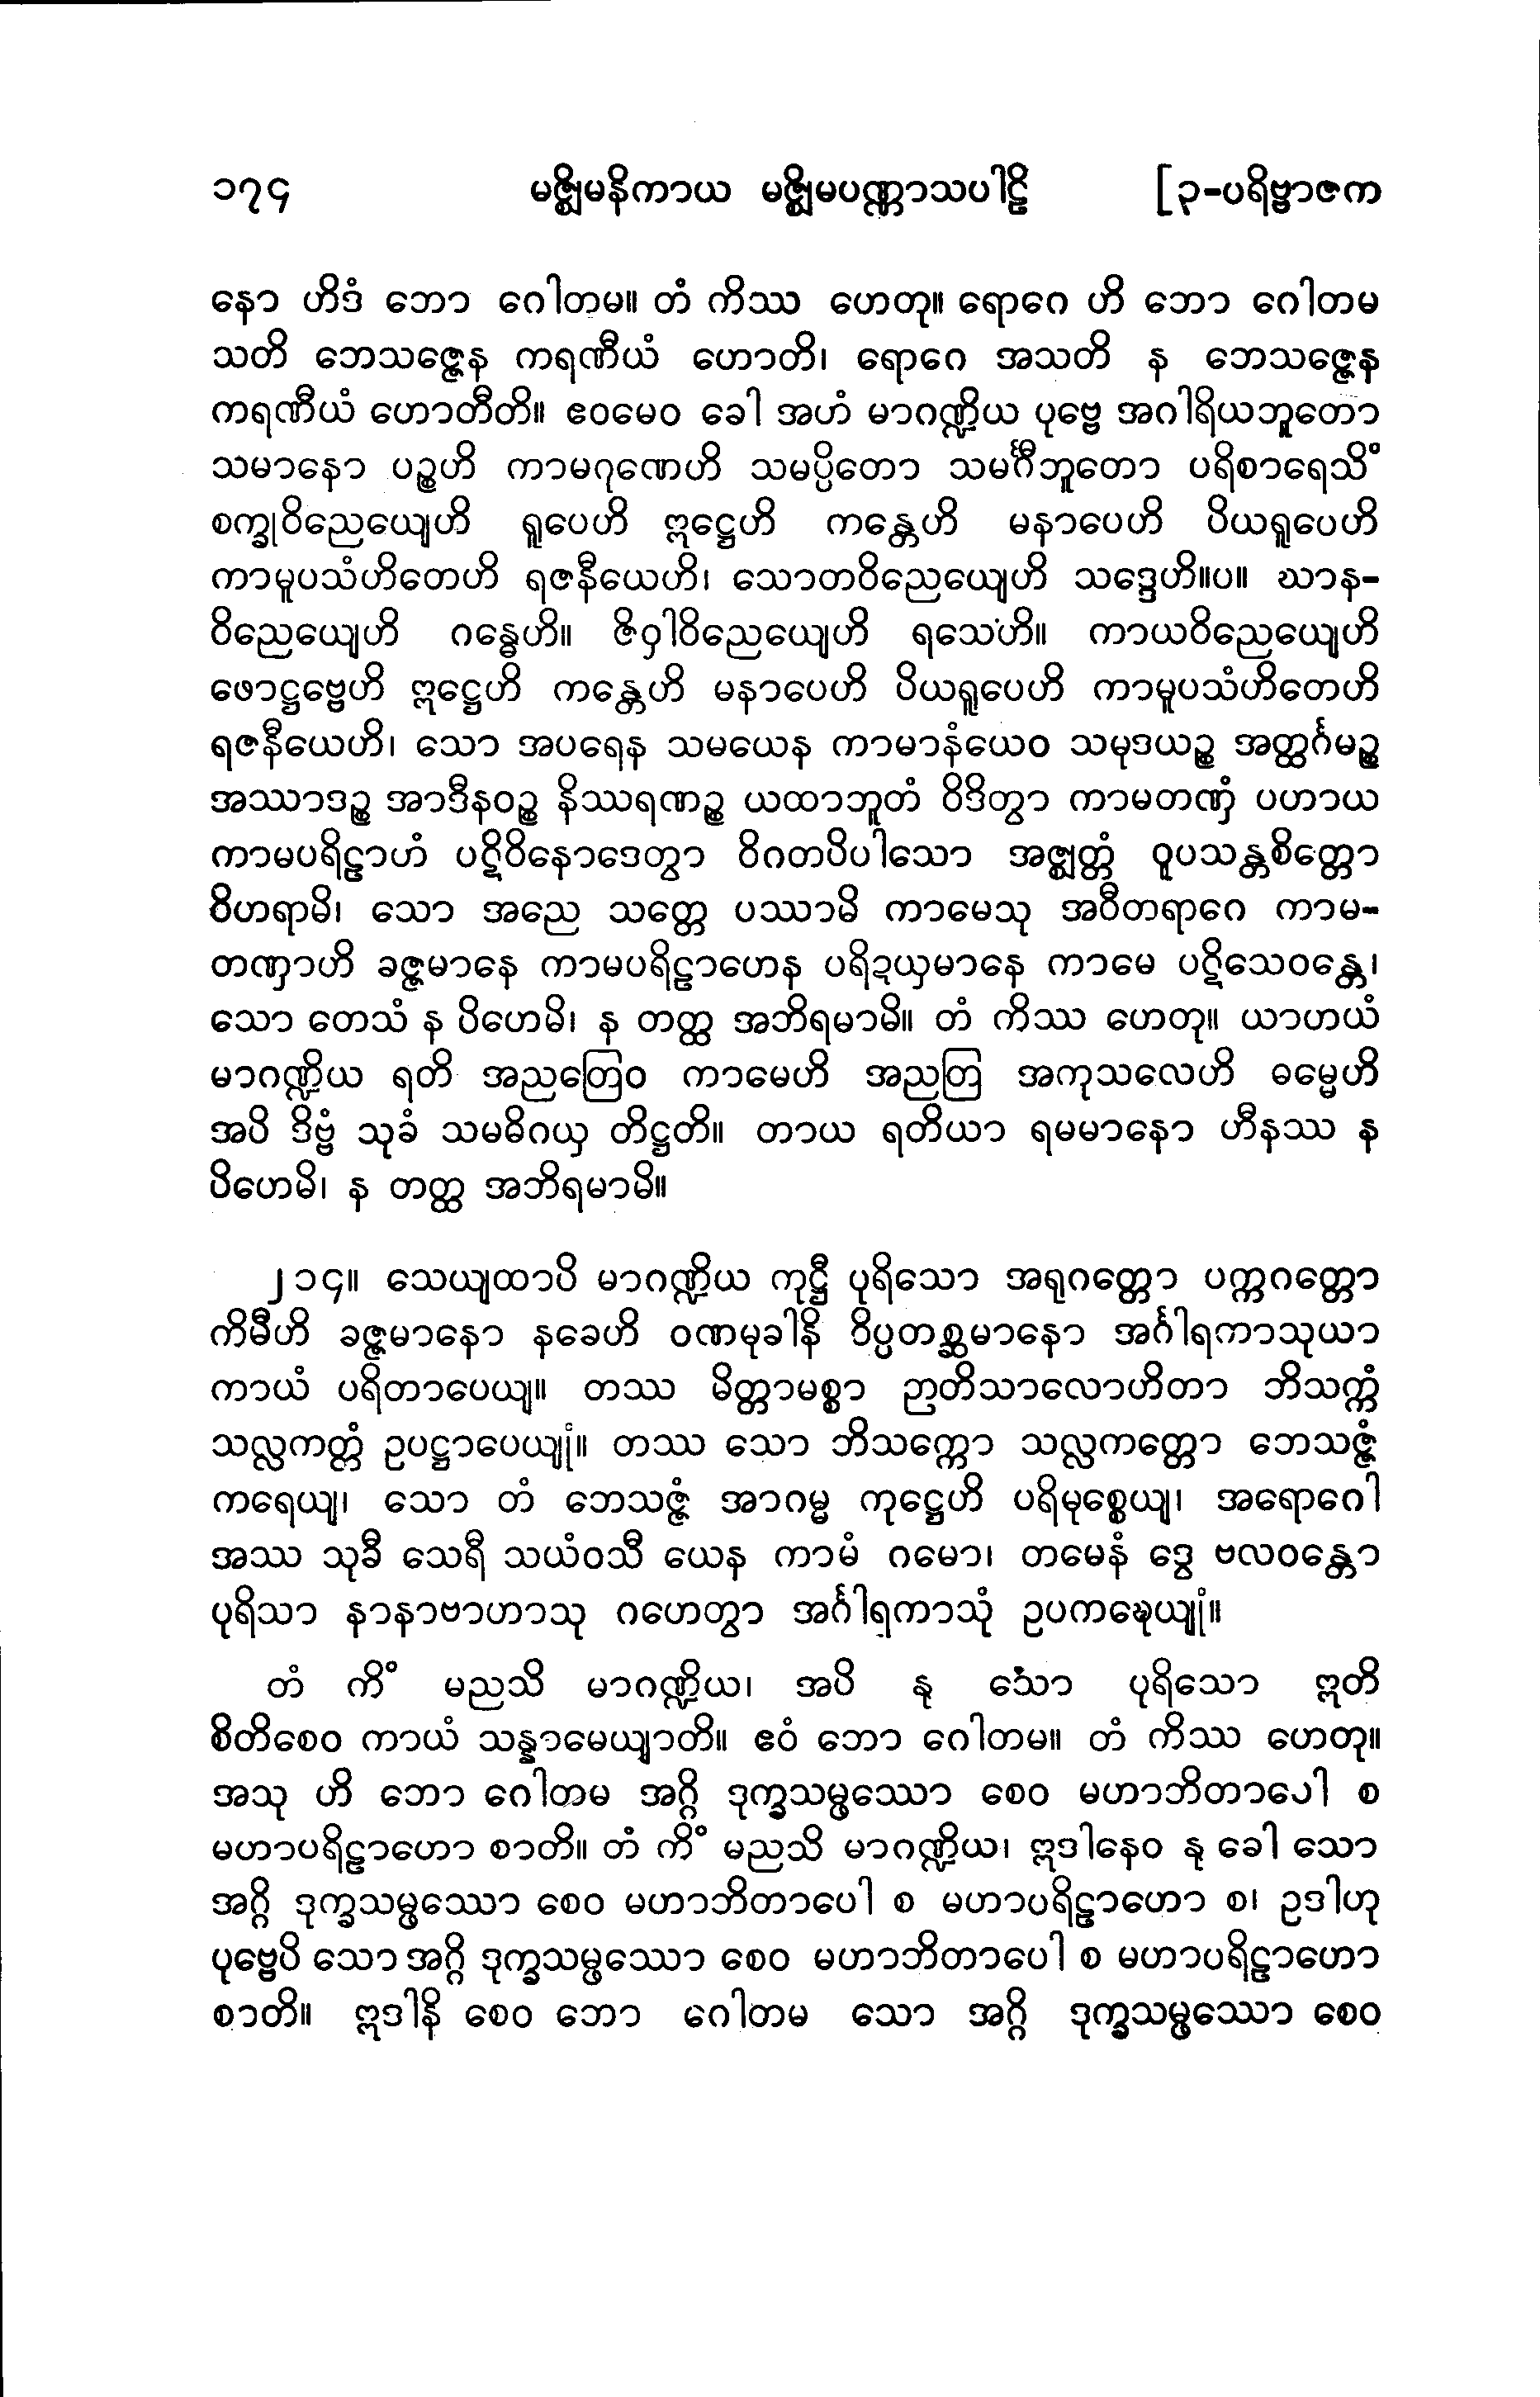 ၁၇၄ မဇ္ဈိမနိကာယ မဇ္ဈိမပဏ္ဏာသပါဠိ [၃-ပရိဗ္ဗာဇက
နော ဟိဒံ ဘော ဂေါတမ။ တံ ကိဿ ဟေတု။ ရောဂေ ဟိ ဘော ဂေါတမ
သတိ ဘေသဇ္ဇေန ကရဏီယံ ဟောတိ၊ ရောဂေ အသတိ န ဘေသဇ္ဇေန
ကရဏီယံ ဟောတီတိ။ ဧဝမေဝ ခေါ အဟံ မာဂဏ္ဍိယ ပုဗ္ဗေ အဂါရိယဘူတော
သမာနော ပဉ္စဟိ ကာမဂုဏေဟိ သမပ္ပိတော သမင်္ဂီဘူတော ပရိစာရေသိံ
စက္ခုဝိညေယျေဟိ ရူပေဟိ ဣဋ္ဌေဟိ ကန္တေဟိ မနာပေဟိ ပိယရူပေဟိ
ကာမူပသံဟိတေဟိ ရဇနီယေဟိ၊ သောတဝိညေယျေဟိ သဒ္ဒေဟိ။ပ။ ဃာန-
ဝိညေယျေဟိ ဂန္ဓေဟိ။ ဇိဝှါဝိညေယျေဟိ ရသေဟိ။ ကာယဝိညေယျေဟိ
ဖောဋ္ဌဗ္ဗေဟိ ဣဋ္ဌေဟိ ကန္တေဟိ မနာပေဟိ ပိယရူပေဟိ ကာမူပသံဟိတေဟိ
ရဇနီယေဟိ၊ သော အပရေန သမယေန ကာမာနံယေဝ သမုဒယဉ္စ အတ္ထင်္ဂမဉ္စ
အဿာဒဉ္စ အာဒီနဝဉ္စ နိဿရဏဉ္စ ယထာဘူတံ ဝိဒိတွာ ကာမတဏှံ ပဟာယ
ကာမပရိဠာဟံ ပဋိဝိနောဒေတွာ ဝိဂတပိပါသော အဇ္ဈတ္တံ ဝူပသန္တစိတ္တော
ဝိဟရာမိ၊ သော အညေ သတ္တေ ပဿာမိ ကာမေသု အဝီတရာဂေ ကာမ-
တဏှာဟိ ခဇ္ဇမာနေ ကာမပရိဠာဟေန ပရိဍယှမာနေ ကာမေ ပဋိသေဝန္တေ၊
သော တေသံ န ပိဟေမိ၊ န တတ္ထ အဘိရမာမိ။ တံ ကိဿ ဟေတု။ ယာဟယံ
မာဂဏ္ဍိယ ရတိ အညတြေဝ ကာမေဟိ အညတြ အကုသလေဟိ ဓမ္မေဟိ
အပိ ဒိဗ္ဗံ သုခံ သမဓိဂယှ တိဋ္ဌတိ။ တာယ ရတိယာ ရမမာနော ဟီနဿ န
ပိဟေမိ၊ န တတ္ထ အဘိရမာမိ။
၂၁၄။ သေယျထာပိ မာဂဏ္ဍိယ ကုဋ္ဌီ ပုရိသော အရုဂတ္တော ပက္ကဂတ္တော
ကိမီဟိ ခဇ္ဇမာနော နခေဟိ ဝဏမုခါနိ ဝိပ္ပတစ္ဆမာနော အင်္ဂါရကာသုယာ
ကာယံ ပရိတာပေယျ။ တဿ မိတ္တာမစ္စာ ဉာတိသာလောဟိတာ ဘိသက္ကံ
သလ္လကတ္တံ ဥပဋ္ဌာပေယျုံ။ တဿ သော ဘိသက္ကော သလ္လကတ္တော ဘေသဇ္ဇံ
ကရေယျ၊ သော တံ ဘေသဇ္ဇံ အာဂမ္မ ကုဋ္ဌေဟိ ပရိမုစ္စေယျ၊ အရောဂေါ
အဿ သုခီ သေရီ သယံဝသီ ယေန ကာမံ ဂမော၊ တမေနံ ဒွေ ဗလဝန္တော
ပုရိသာ နာနာဗာဟာသု ဂဟေတွာ အင်္ဂါရကာသုံ ဥပကဍ္ဎေယျုံ။
တံ ကိံ မညသိ မာဂဏ္ဍိယ၊ အပိ နု သော ပုရိသော ဣတိ
စိတိစေဝ ကာယံ သန္နာမေယျာတိ။ ဧဝံ ဘော ဂေါတမ။ တံ ကိဿ ဟေတု။
အသု ဟိ ဘော ဂေါတမ အဂ္ဂိ ဒုက္ခသမ္ဖဿော စေဝ မဟာဘိတာပေါ စ
မဟာပရိဠာဟော စာတိ။ တံ ကိံ မညသိ မာဂဏ္ဍိယ၊ ဣဒါနေဝ နု ခေါ သော
အဂ္ဂိ ဒုက္ခသမ္ဖဿော စေဝ မဟာဘိတာပေါ စ မဟာပရိဠာဟော စ၊ ဥဒါဟု
ပုဗ္ဗေပိ သော အဂ္ဂိ ဒုက္ခသမ္ဖဿော စေဝ မဟာဘိတာပေါ စ မဟာပရိဠာဟော
စာတိ။ ဣဒါနိ စေဝ ဘော ဂေါတမ သော အဂ္ဂိ ဒုက္ခသမ္ဖဿော စေဝ